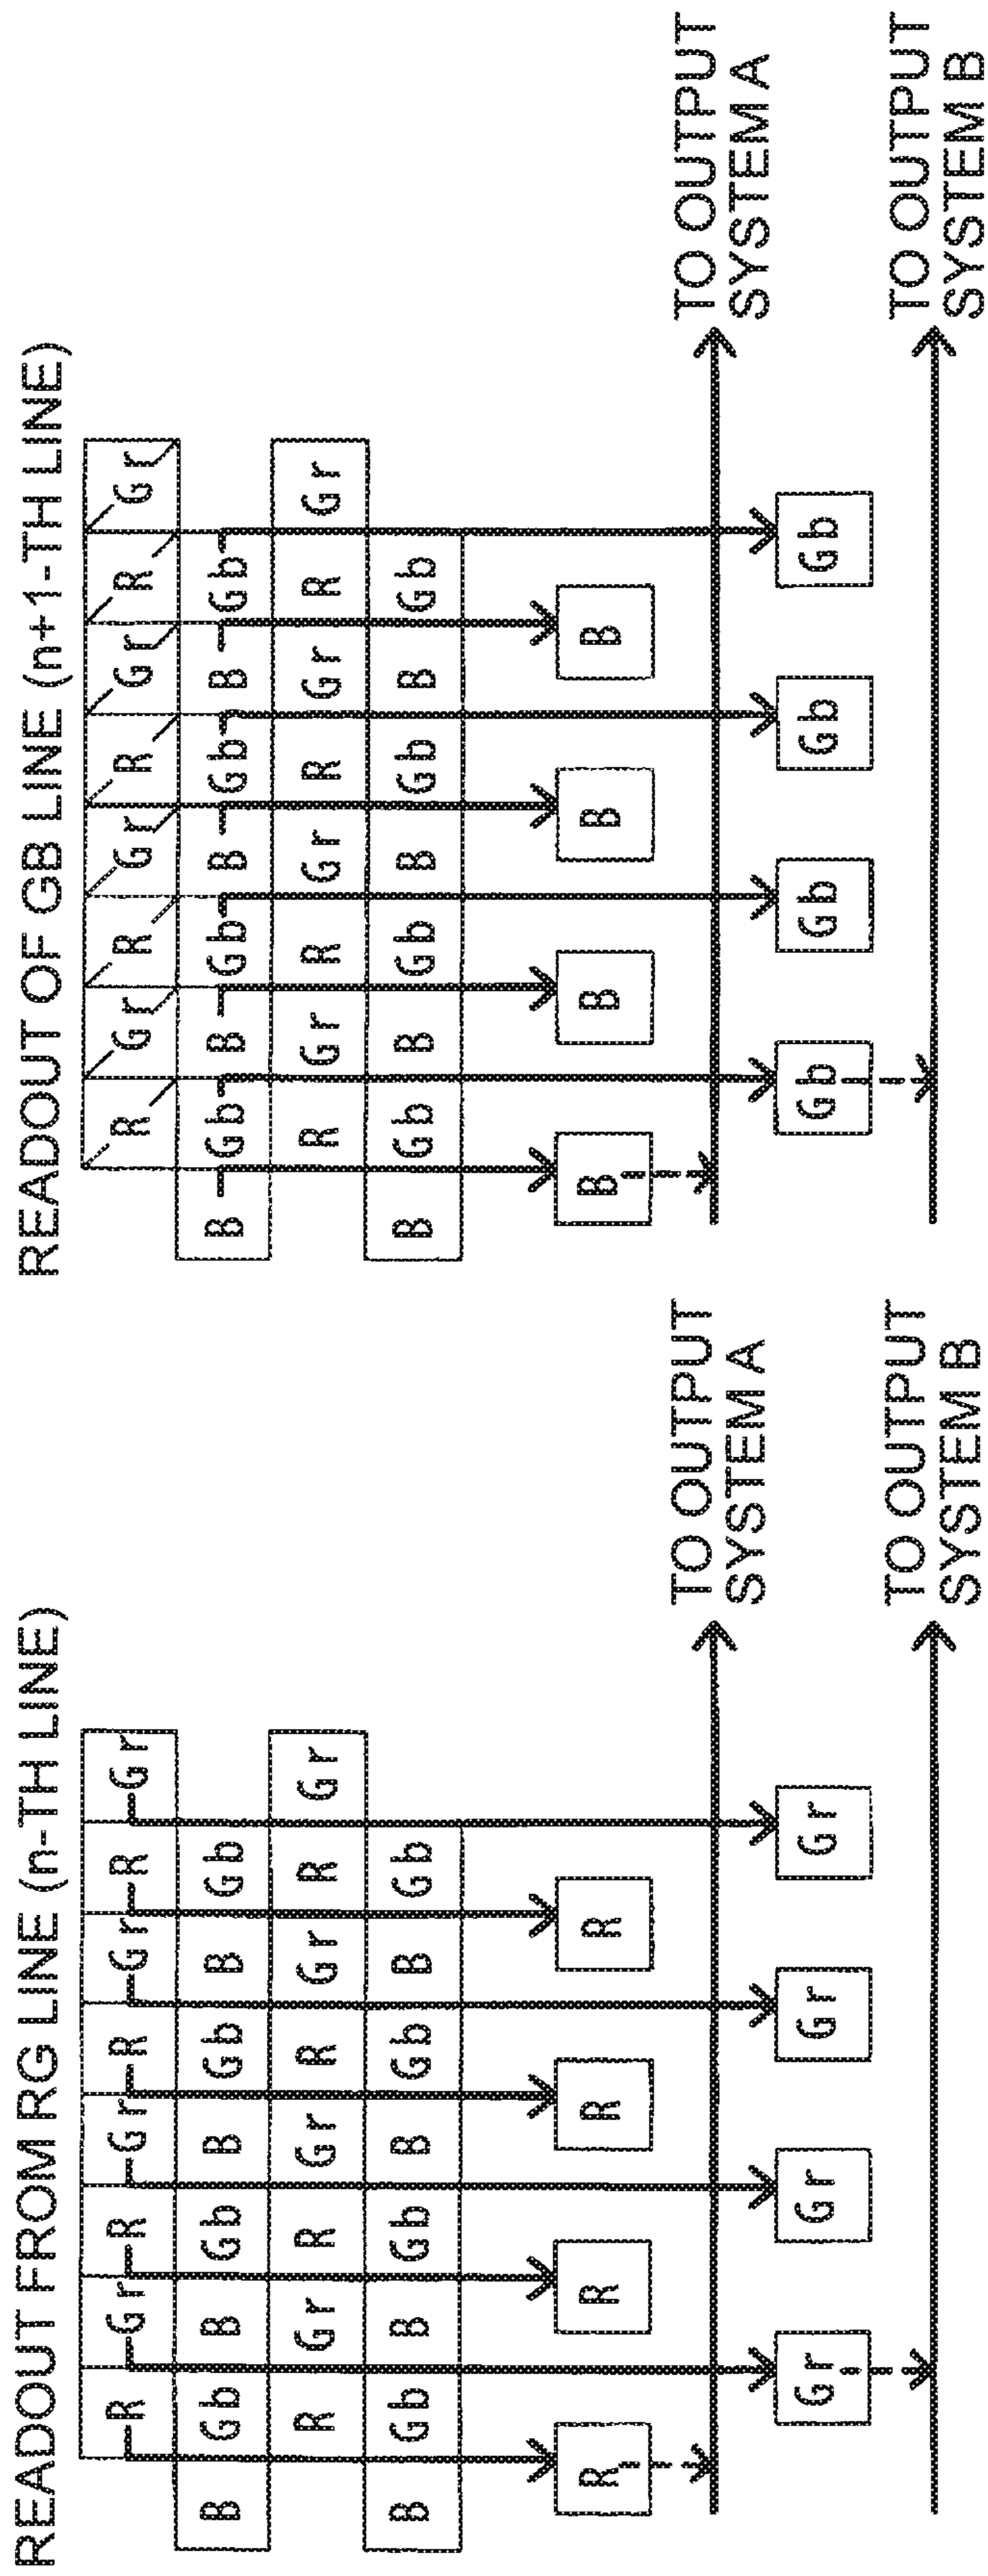 READOUT FROM RG LINE (n-TH LINE)
R Gr R Gr R Gr R Gr
B Gb B Gb B Gb B Gb
R Gr R Gr R Gr R Gr
B Gb B Gb B Gb B Gb
R R R R
TO OUTPUT
SYSTEM A
Gr Gr Gr Gr
TO OUTPUT
SYSTEM B
READOUT OF GB LINE (n+1-TH LINE)
R Gr R Gr R Gr R Gr
B Gb B Gb B Gb B Gb
R Gr R Gr R Gr R Gr
B Gb B Gb B Gb B Gb
B B B B
TO OUTPUT
SYSTEM A
Gb Gb Gb Gb
TO OUTPUT
SYSTEM B